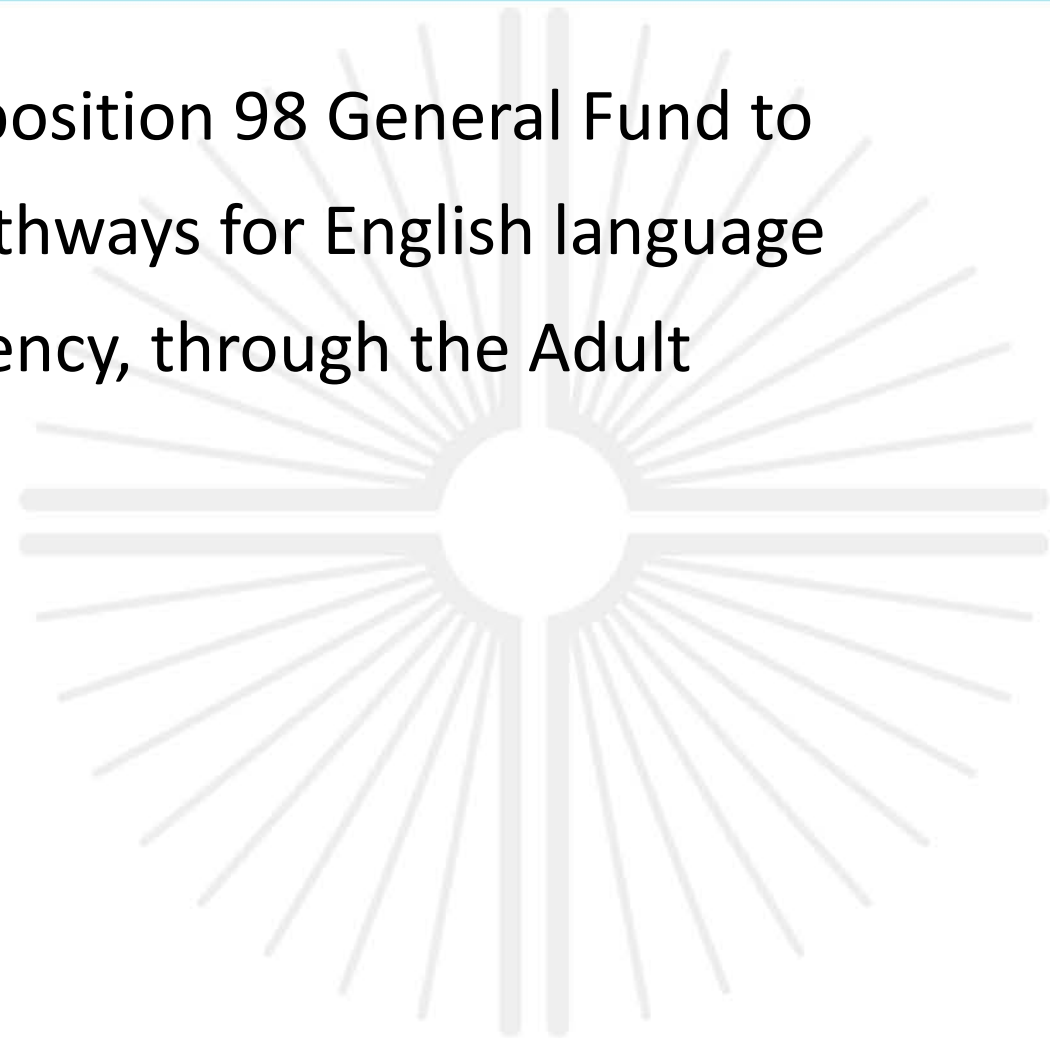 position 98 General Fund to
thways for English language
ency, through the Adult